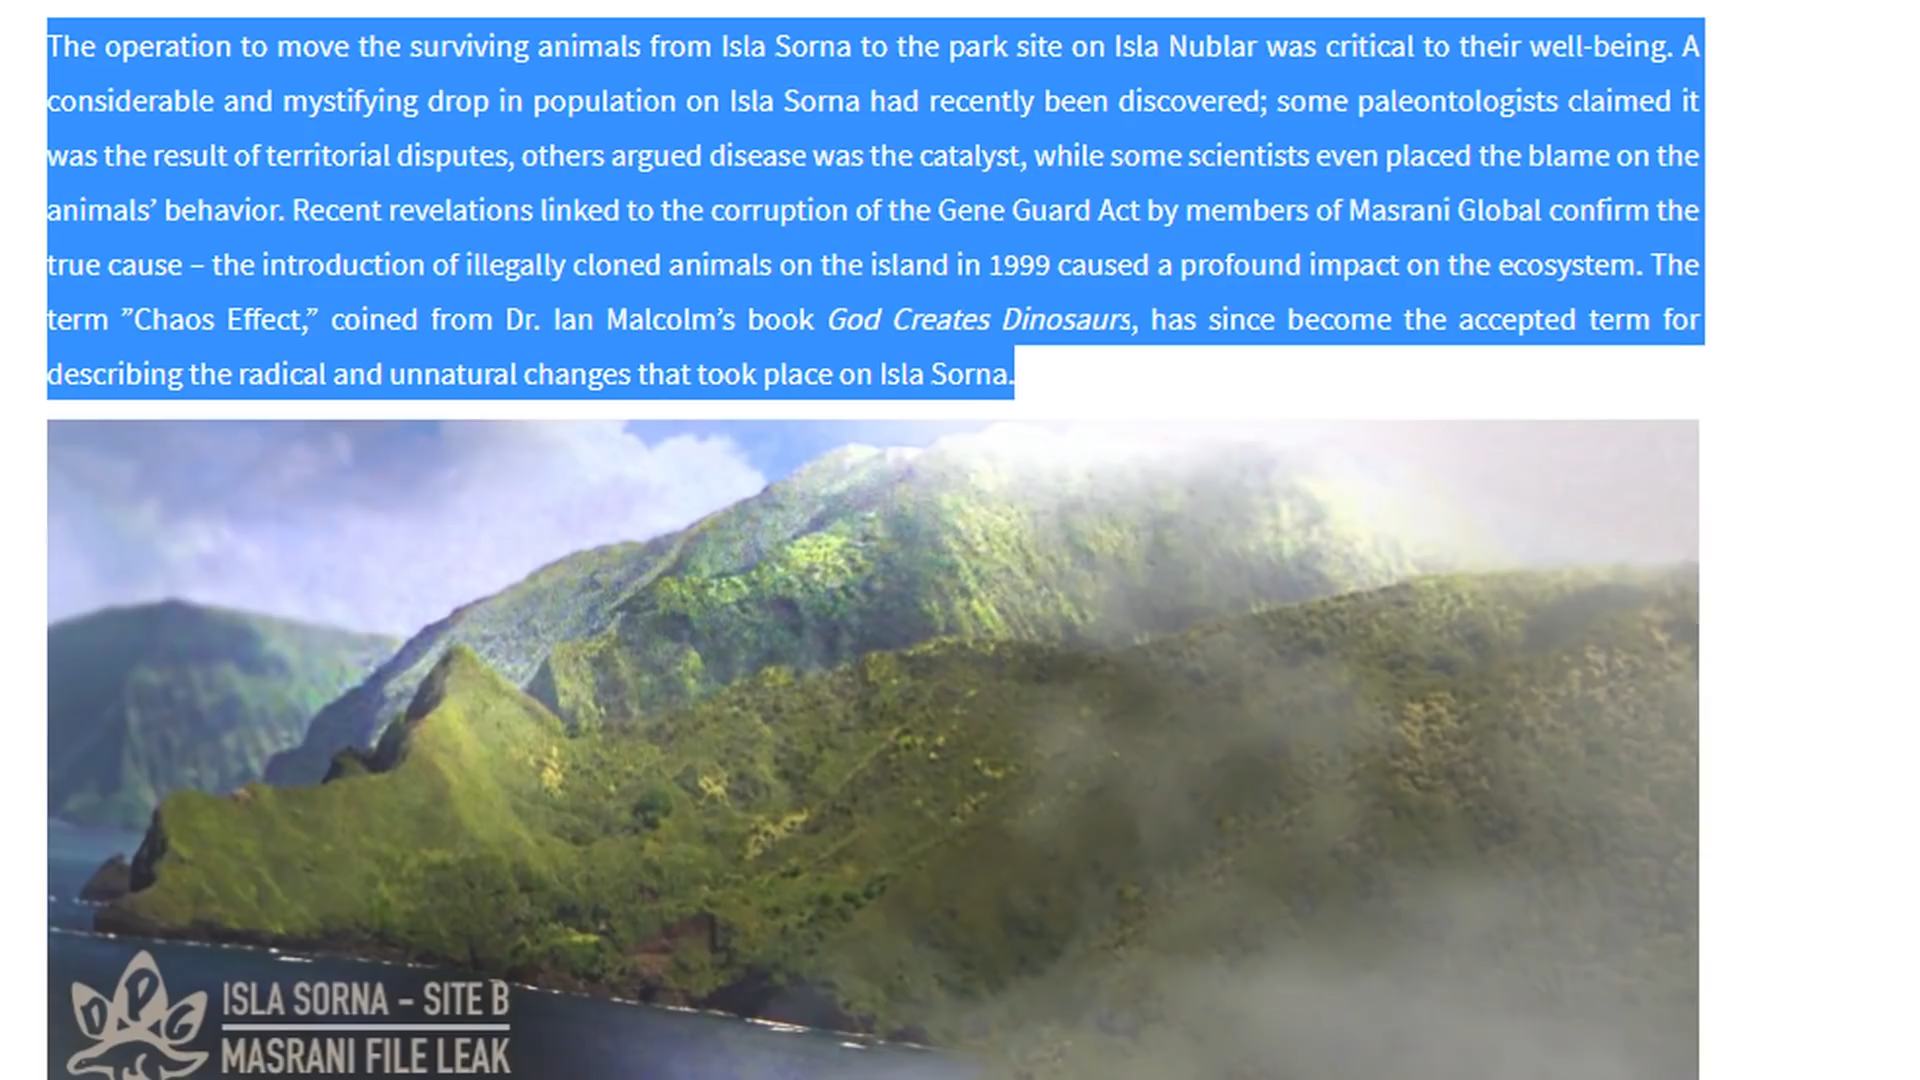 The operation to move the surviving animals from Isla Sorna to the park site on Isla Nublar was critical to their well-being. A
considerable and mystifying drop in population on Isla Sorna had recently been discovered; some paleontologists claimed it
was the result of territorial disputes, others argued disease was the catalyst, while some scientists even placed the blame on the
animals’ behavior. Recent revelations linked to the corruption of the Gene Guard Act by members of Masrani Global confirm the
true cause – the introduction of illegally cloned animals on the island in 1999 caused a profound impact on the ecosystem. The
term ”Chaos Effect,” coined from Dr. Ian Malcolm’s book God Creates Dinosaurs, has since become the accepted term for
describing the radical and unnatural changes that took place on Isla Sorna.
DPG
ISLA SORNA – SITE B
MASRANI FILE LEAK